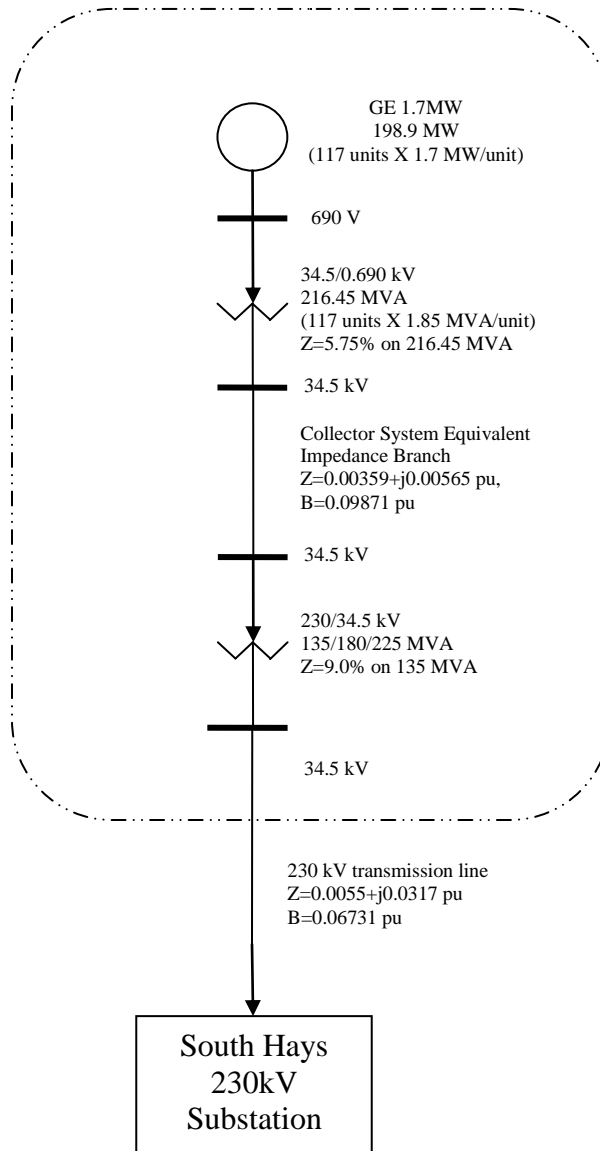 GE 1.7MW
198.9 MW
(117 units X 1.7 MW/unit)
690 V
34.5/0.690 kV
216.45 MVA
(117 units X 1.85 MVA/unit)
Z=5.75% on 216.45 MVA
34.5 kV
Collector System Equivalent
Impedance Branch
Z=0.00359+j0.00565 pu,
B=0.09871 pu
34.5 kV
230/34.5 kV
135/180/225 MVA
Z=9.0% on 135 MVA
34.5 kV
230 kV transmission line
Z=0.0055+j0.0317 pu
B=0.06731 pu
South Hays
230kV
Substation